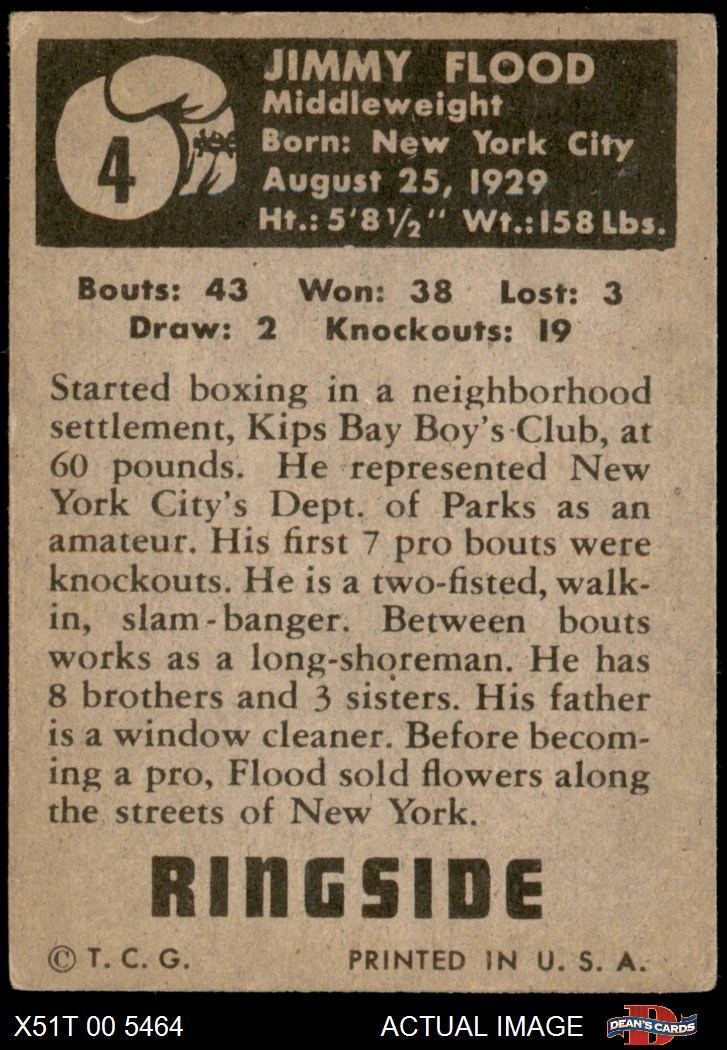 4
JIMMY FLOOD
Middleweight
Born: New York City
August 25, 1929
Ht.: 5'8½" Wt.: 158 Lbs.
Bouts: 43 Won: 38 Lost: 3
Draw: 2 Knockouts: 19
Started boxing in a neighborhood
settlement, Kips Bay Boy's Club, at
60 pounds. He represented New
York City's Dept. of Parks as an
amateur. His first 7 pro bouts were
knockouts. He is a two-fisted, walk-
in, slam-banger. Between bouts
works as a long-shoreman. He has
8 brothers and 3 sisters. His father
is a window cleaner. Before becom-
ing a pro, Flood sold flowers along
the streets of New York.
RINGSIDE
© T. C. G. PRINTED IN U. S. A.
X51T 00 5464 ACTUAL IMAGE D DEAN'S CARDS